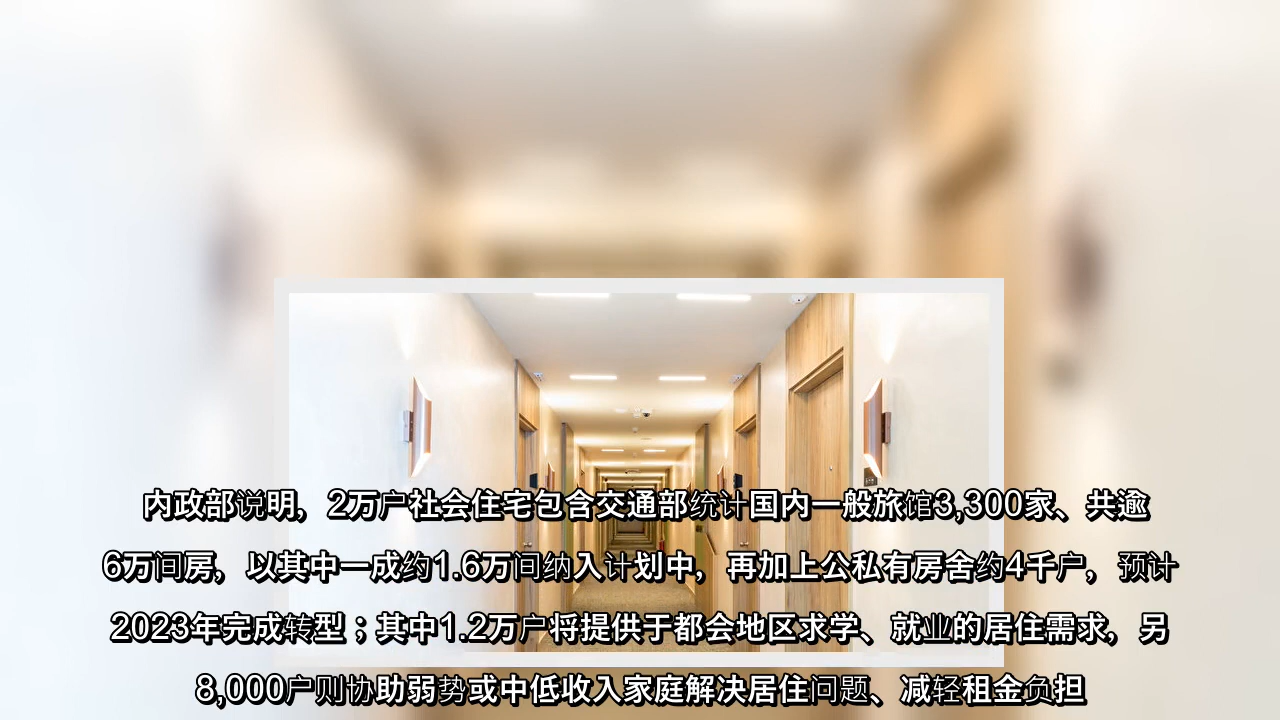 内政部说明，2万户社会住宅包含交通部统计国内一般旅馆3,300家、共逾
6万间房，以其中一成约1.6万间纳入计划中，再加上公私有房舍约4千户，预计
2023年完成转型；其中1.2万户将提供于都会地区求学、就业的居住需求，另
8,000户则协助弱势或中低收入家庭解决居住问题、减轻租金负担